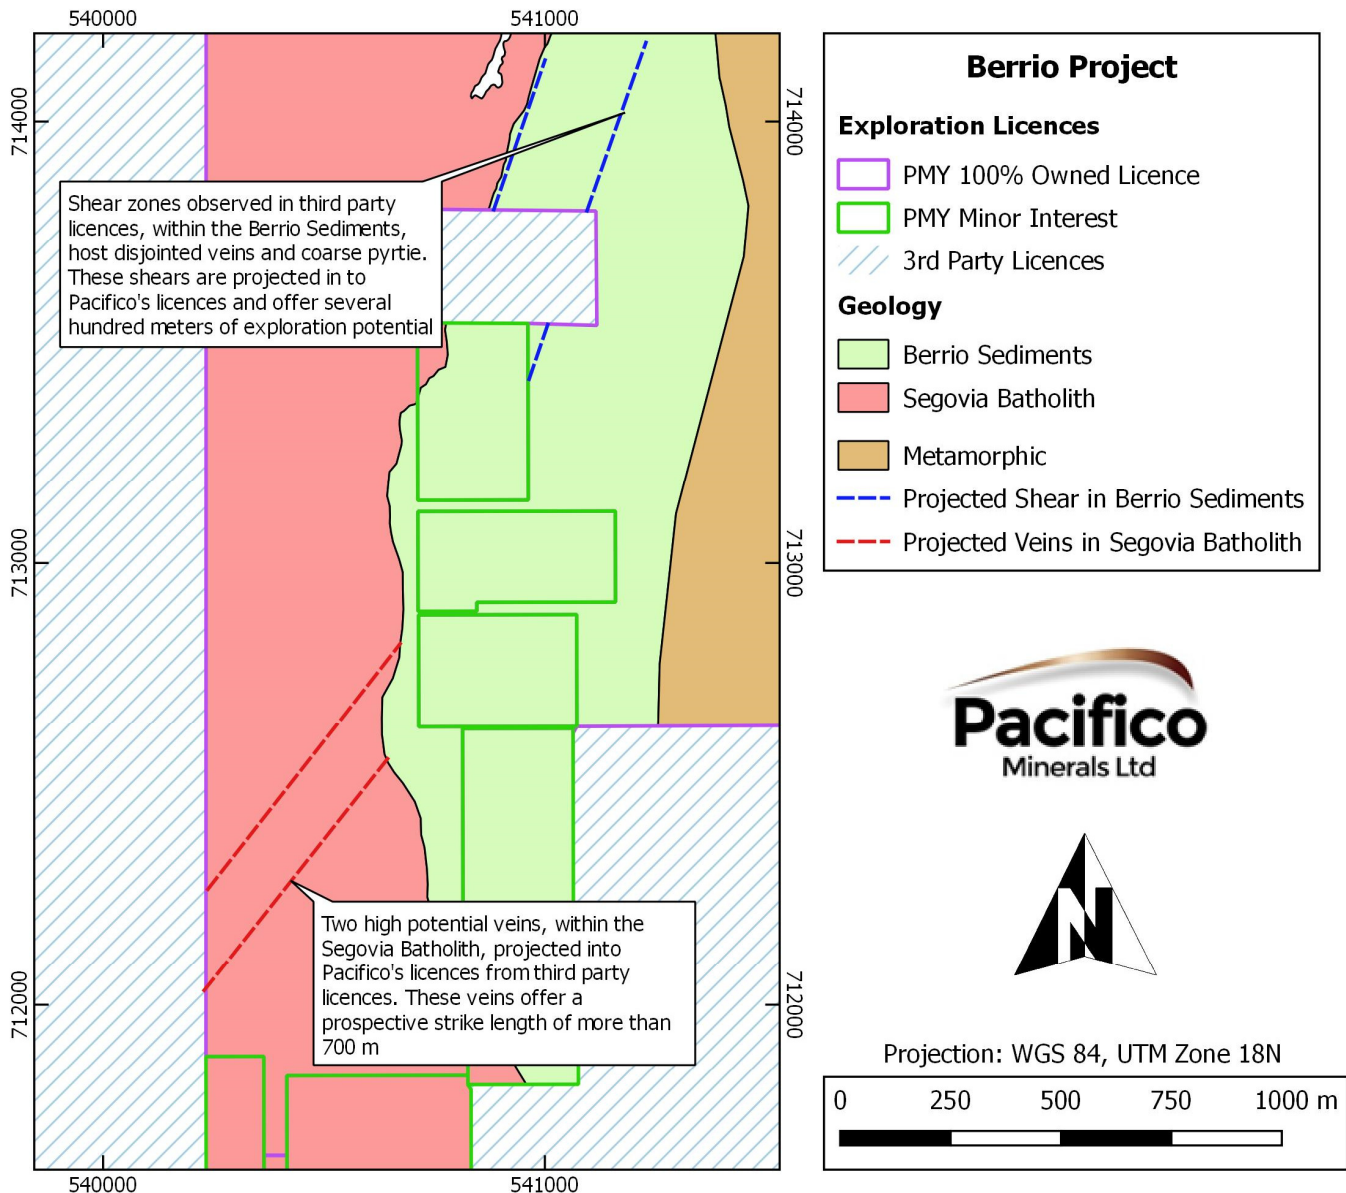 540000
541000
714000
714000
713000
713000
712000
712000
540000
541000
Shear zones observed in third party
licences, within the Berrio Sediments,
host disjointed veins and coarse pyrtie.
These shears are projected in to
Pacifico's licences and offer several
hundred meters of exploration potential
Two high potential veins, within the
Segovia Batholith, projected into
Pacifico's licences from third party
licences. These veins offer a
prospective strike length of more than
700 m
Berrio Project
Exploration Licences
PMY 100% Owned Licence
PMY Minor Interest
3rd Party Licences
Geology
Berrio Sediments
Segovia Batholith
Metamorphic
Projected Shear in Berrio Sediments
Projected Veins in Segovia Batholith
Pacifico
Minerals Ltd
N
Projection: WGS 84, UTM Zone 18N
0 250 500 750 1000 m